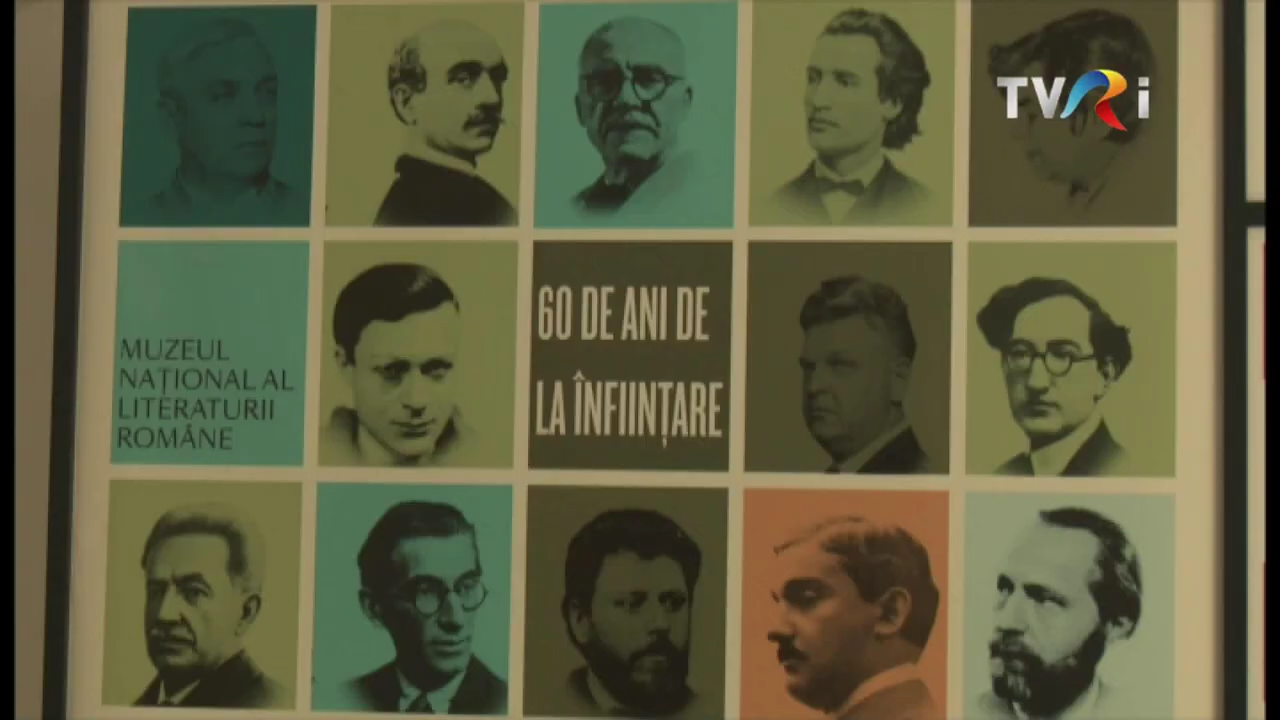 TVRi
MUZEUL
NAȚIONAL AL
LITERATURII
ROMÂNE
60 DE ANI DE
LA ÎNFIINȚARE